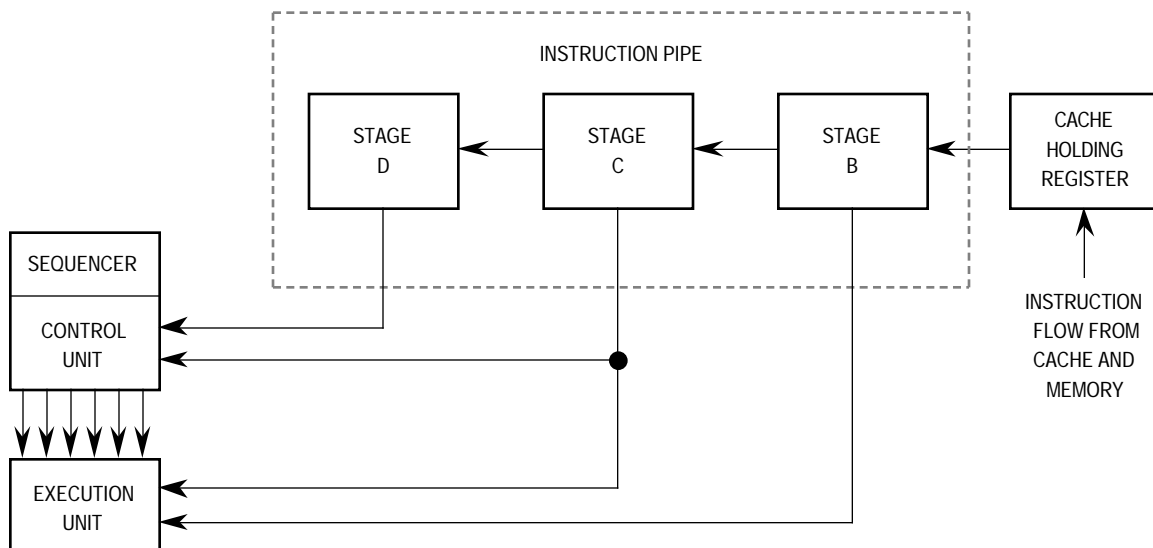 INSTRUCTION PIPE
STAGE
D
STAGE
C
STAGE
B
CACHE
HOLDING
REGISTER
SEQUENCER
CONTROL
UNIT
INSTRUCTION
FLOW FROM
CACHE AND
MEMORY
EXECUTION
UNIT